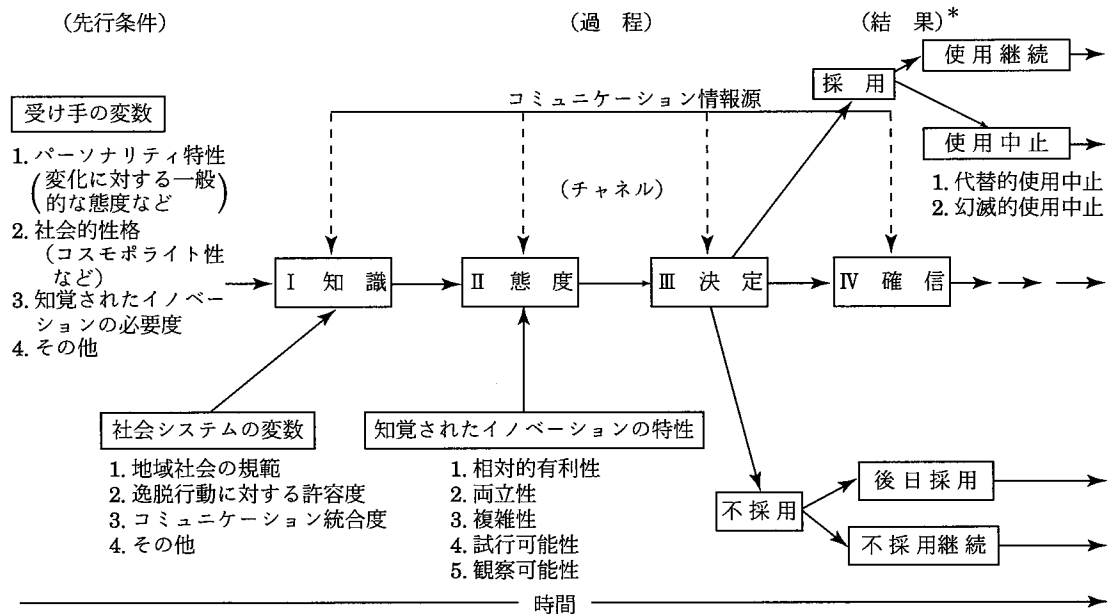 (先行条件)
(過 程)
(結 果)*
受け手の変数
1. パーソナリティ特性
(変化に対する一般
的な態度など)
2. 社会的性格
(コスモポライト性
など)
3. 知覚されたイノベー
ションの必要度
4. その他
コミュニケーション情報源
(チャネル)
Ⅰ 知 識
Ⅱ 態 度
Ⅲ 決 定
Ⅳ 確 信
採 用
使用継続
使用中止
1. 代替的使用中止
2. 幻滅的使用中止
社会システムの変数
1. 地域社会の規範
2. 逸脱行動に対する許容度
3. コミュニケーション統合度
4. その他
知覚されたイノベーションの特性
1. 相対的有利性
2. 両立性
3. 複雑性
4. 試行可能性
5. 観察可能性
不採用
後日採用
不採用継続
時間